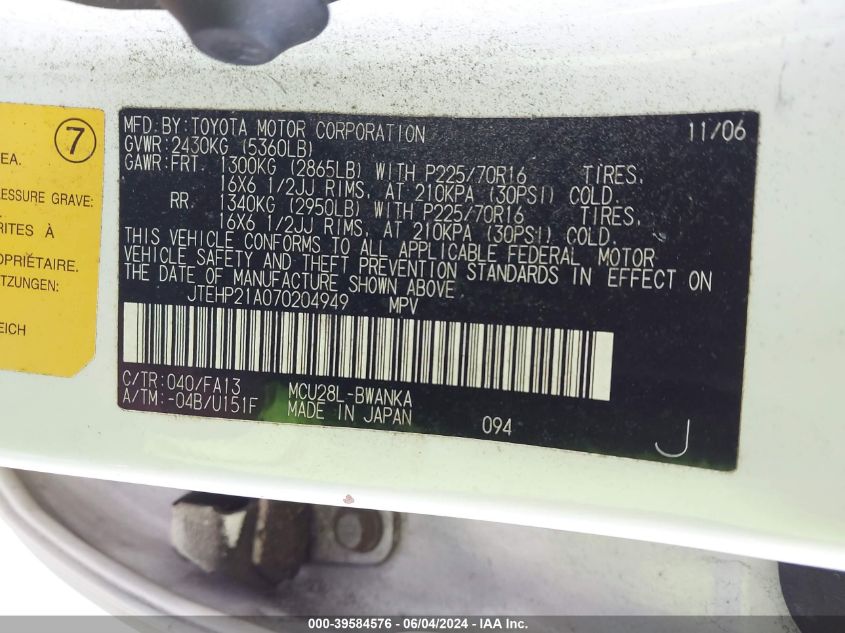 7
EA.
ESSURE GRAVE:
RITES À
OPRIÉTAIRE.
TZUNGEN:
REICH
MFD.BY:TOYOTA MOTOR CORPORATION 11/06
GVWR:2430KG (5360LB)
GAWR:FRT. 1300KG (2865LB) WITH P225/70R16 TIRES,
16X6 1/2JJ RIMS, AT 210KPA (30PSI) COLD.
RR. 1340KG (2950LB) WITH P225/70R16 TIRES,
16X6 1/2JJ RIMS, AT 210KPA (30PSI) COLD.
THIS VEHICLE CONFORMS TO ALL APPLICABLE FEDERAL MOTOR
VEHICLE SAFETY AND THEFT PREVENTION STANDARDS IN EFFECT ON
THE DATE OF MANUFACTURE SHOWN ABOVE.
JTEHP21A070204949 MPV
C/TR:040/FA13 MCU28L-BWANKA
A/TM:-04B/U151F MADE IN JAPAN 094 J
000-39584576 - 06/04/2024 - IAA Inc.